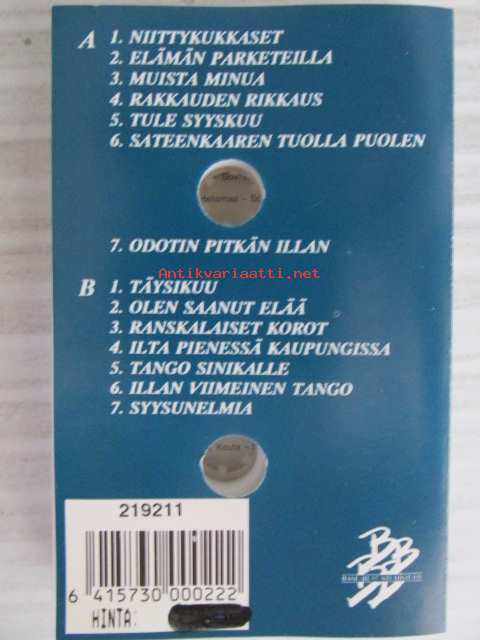 A 1. NIITTYKUKKASET
2. ELÄMÄN PARKETEILLA
3. MUISTA MINUA
4. RAKKAUDEN RIKKAUS
5. TULE SYYSKUU
6. SATEENKAAREN TUOLLA PUOLEN
7. ODOTIN PITKÄN ILLAN
Antikvariaatti.net
B 1. TÄYSIKUU
2. OLEN SAANUT ELÄÄ
3. RANSKALAISET KOROT
4. ILTA PIENESSÄ KAUPUNGISSA
5. TANGO SINIKALLE
6. ILLAN VIIMEINEN TANGO
7. SYYSUNELMIA
219211
6 415730 000222
HINTA:
BB